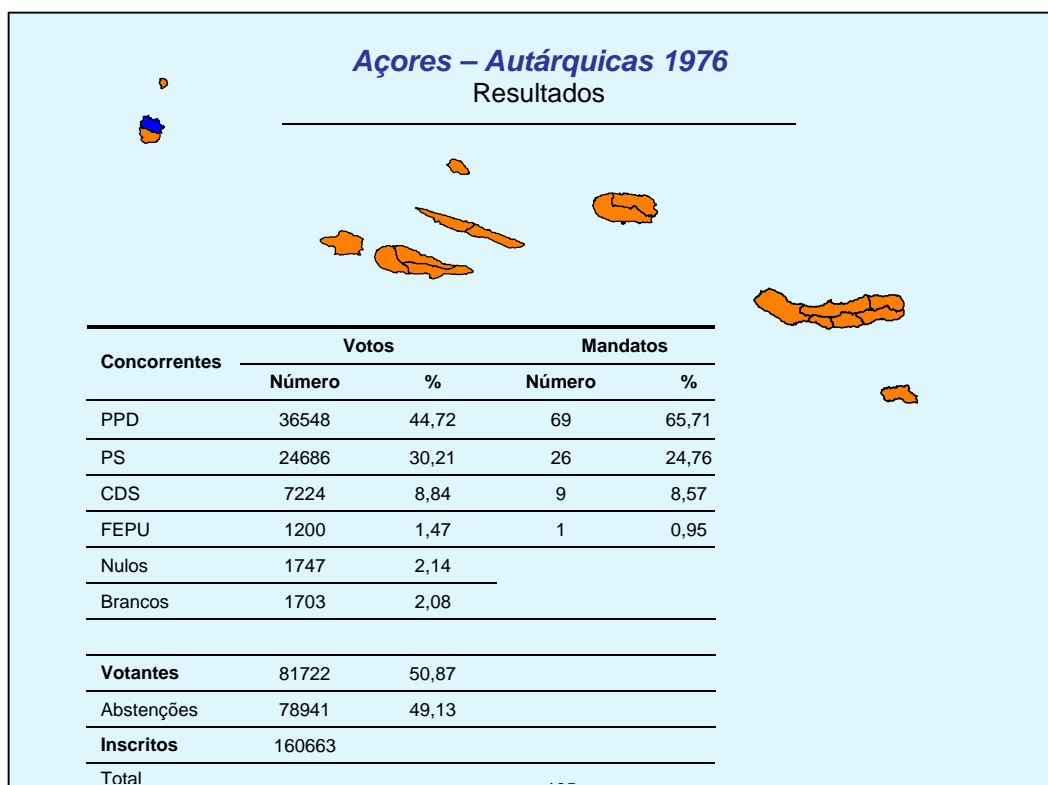 Açores – Autárquicas 1976
Resultados
Concorrentes Votos Mandatos
Número % Número %
PPD 36548 44,72 69 65,71
PS 24686 30,21 26 24,76
CDS 7224 8,84 9 8,57
FEPU 1200 1,47 1 0,95
Nulos 1747 2,14
Brancos 1703 2,08
Votantes 81722 50,87
Abstenções 78941 49,13
Inscritos 160663
Total